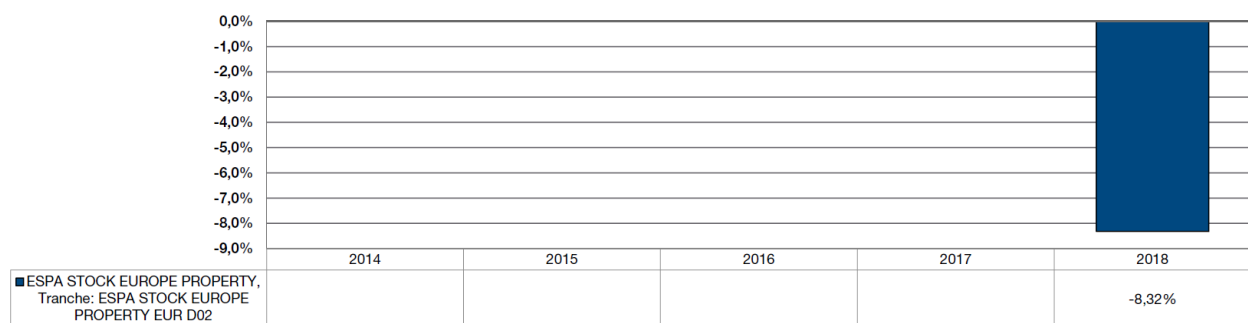 0,0%
-1,0%
-2,0%
-3,0%
-4,0%
-5,0%
-6,0%
-7,0%
-8,0%
-9,0%
2014 2015 2016 2017 2018
ESPA STOCK EUROPE PROPERTY,
Tranche: ESPA STOCK EUROPE
PROPERTY EUR D02
-8,32%